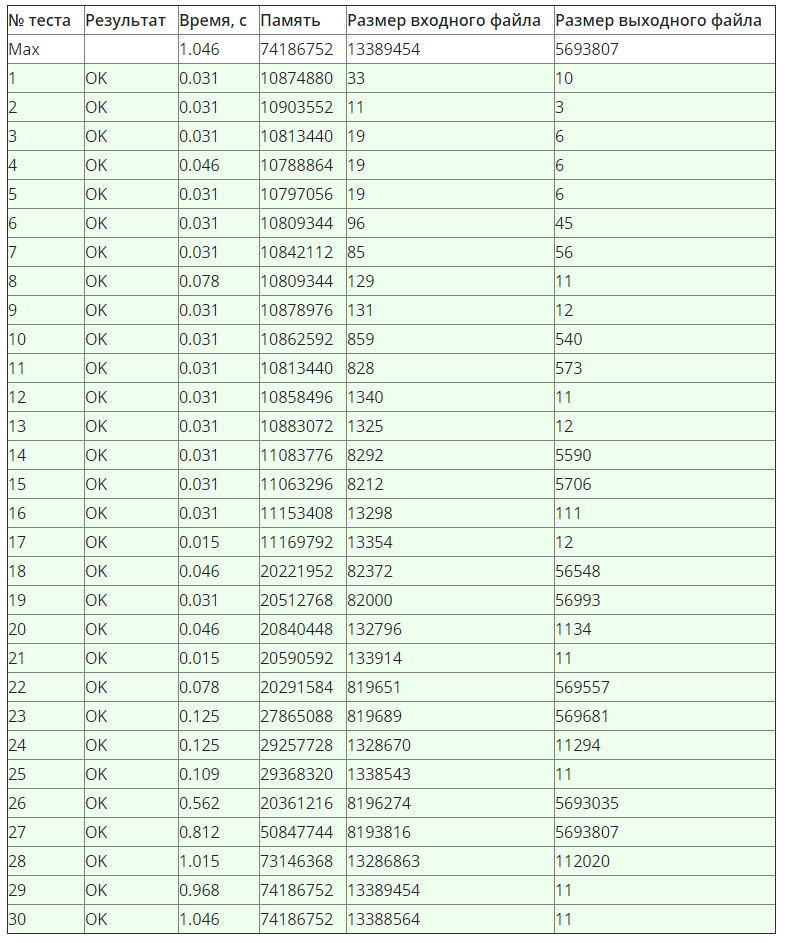 № теста Результат Время, с Память Размер входного файла Размер выходного файла
Max 1.046 74186752 13389454 5693807
1 OK 0.031 10874880 33 10
2 OK 0.031 10903552 11 3
3 OK 0.031 10813440 19 6
4 OK 0.046 10788864 19 6
5 OK 0.031 10797056 19 6
6 OK 0.031 10809344 96 45
7 OK 0.031 10842112 85 56
8 OK 0.078 10809344 129 11
9 OK 0.031 10878976 131 12
10 OK 0.031 10862592 859 540
11 OK 0.031 10813440 828 573
12 OK 0.031 10858496 1340 11
13 OK 0.031 10883072 1325 12
14 OK 0.031 11083776 8292 5590
15 OK 0.031 11063296 8212 5706
16 OK 0.031 11153408 13298 111
17 OK 0.015 11169792 13354 12
18 OK 0.046 20221952 82372 56548
19 OK 0.031 20512768 82000 56993
20 OK 0.046 20840448 132796 1134
21 OK 0.015 20590592 133914 11
22 OK 0.078 20291584 819651 569557
23 OK 0.125 27865088 819689 569681
24 OK 0.125 29257728 1328670 11294
25 OK 0.109 29368320 1338543 11
26 OK 0.562 20361216 8196274 5693035
27 OK 0.812 50847744 8193816 5693807
28 OK 1.015 73146368 13286863 112020
29 OK 0.968 74186752 13389454 11
30 OK 1.046 74186752 13388564 11